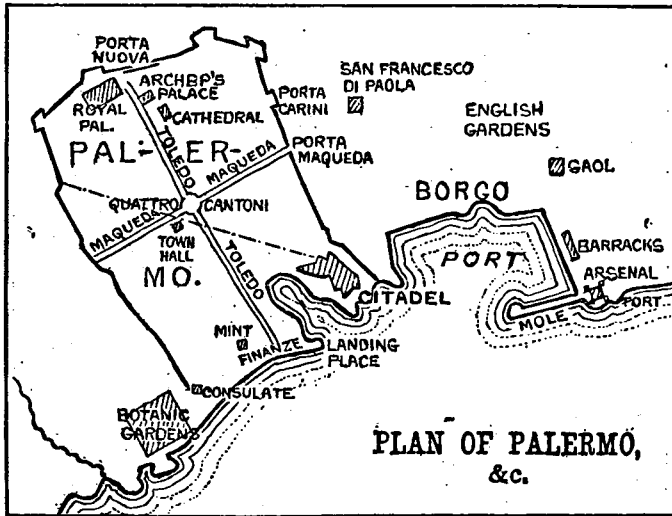 PORTA
NUOVA
ARCHBP'S
PALACE
ROYAL
PAL.
CATHEDRAL
PORTA
CARINI
SAN FRANCESCO
DI PAOLA
ENGLISH
GARDENS
PAL-ER-
TOLEDO
MAQUEDA
PORTA
MAQUEDA
GAOL
BORGO
QUATTRO
CANTONI
MAQUEDA
TOWN
HALL
TOLEDO
MO.
PORT
BARRACKS
ARSENAL
FORT
MOLE
CITADEL
MINT
FINANZE
LANDING
PLACE
CONSULATE
BOTANIC
GARDENS
PLAN OF PALERMO,
&c.